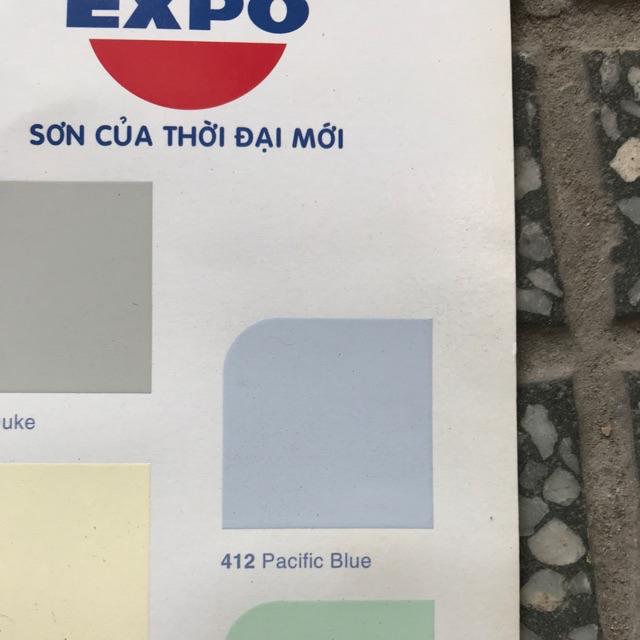 EXPO
SƠN CỦA THỜI ĐẠI MỚI
uke
412 Pacific Blue